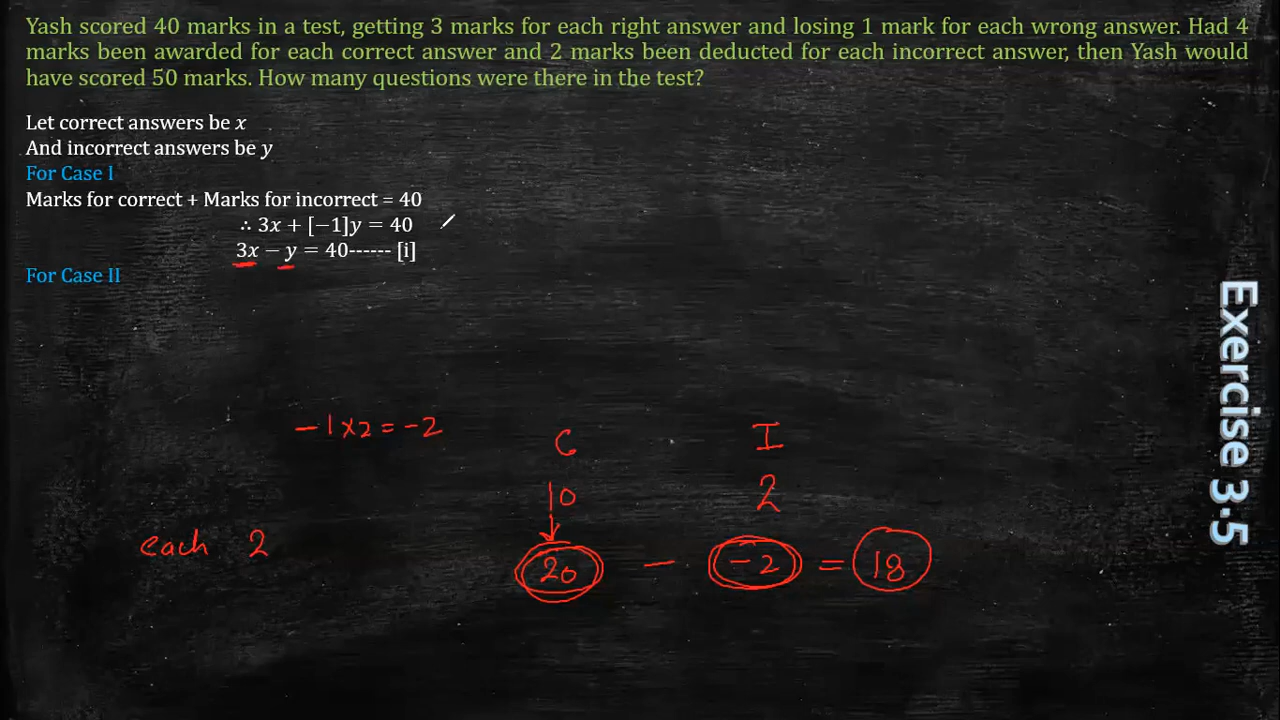 Yash scored 40 marks in a test, getting 3 marks for each right answer and losing 1 mark for each wrong answer. Had 4
marks been awarded for each correct answer and 2 marks been deducted for each incorrect answer, then Yash would
have scored 50 marks. How many questions were there in the test?
Let correct answers be x
And incorrect answers be y
For Case I
Marks for correct + Marks for incorrect = 40
∴ 3x + [−1]y = 40
3x − y = 40------ [i]
For Case II
Exercise 3.5
−1×2=−2
C I
10 2
each 2
20 − −2 = 18